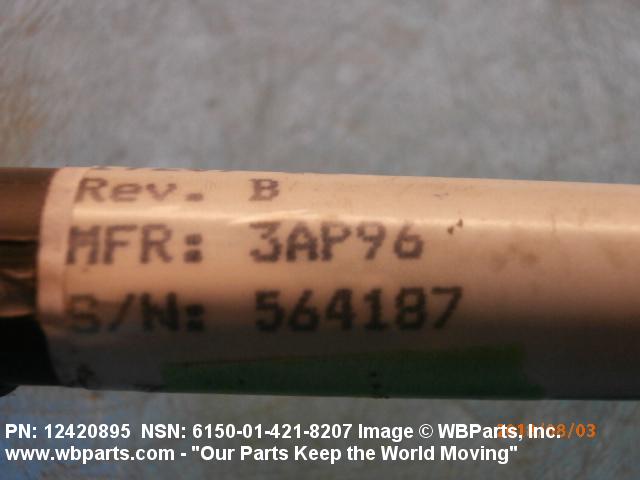 Rev. B
MFR: 3AP96
S/N: 564187
PN: 12420895 NSN: 6150-01-421-8207 Image © WBParts, Inc.
www.wbparts.com - "Our Parts Keep the World Moving"